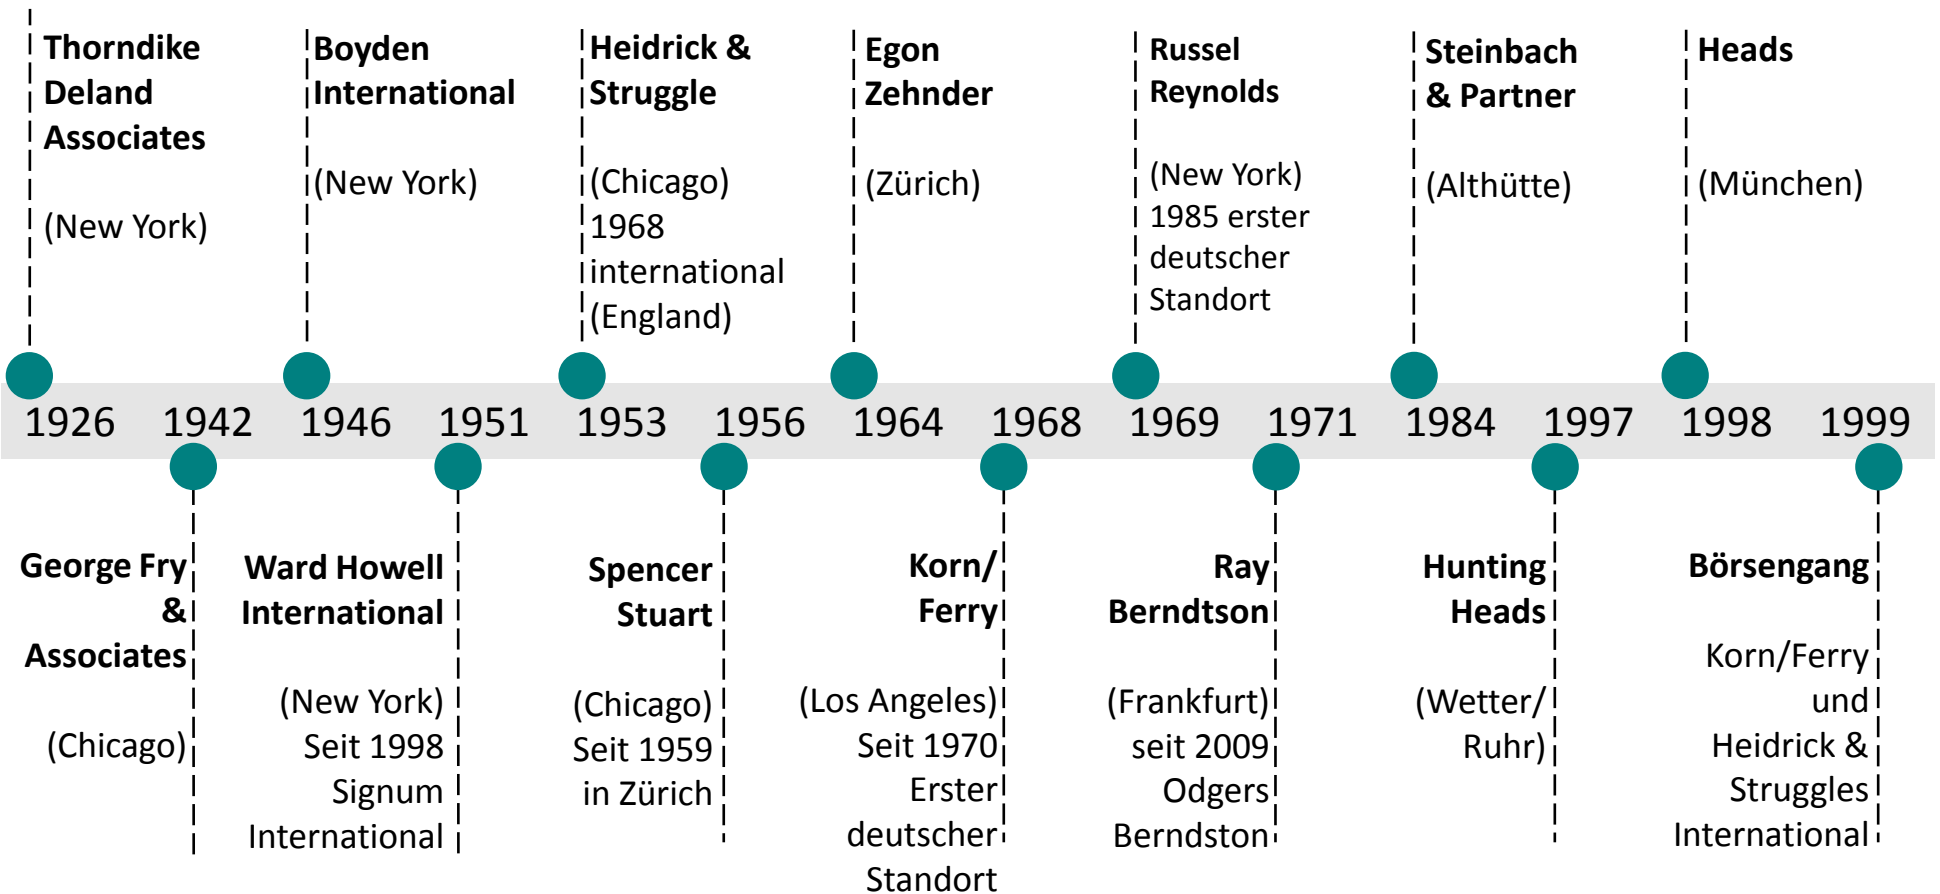 Thorndike
Deland
Associates
(New York)
Boyden
International
(New York)
Heidrick &
Struggle
(Chicago)
1968
international
(England)
Egon
Zehnder
(Zürich)
Russel
Reynolds
(New York)
1985 erster
deutscher
Standort
Steinbach
& Partner
(Althütte)
Heads
(München)
1926 1942 1946 1951 1953 1956 1964 1968 1969 1971 1984 1997 1998 1999
George Fry
&
Associates
(Chicago)
Ward Howell
International
(New York)
Seit 1998
Signum
International
Spencer
Stuart
(Chicago)
Seit 1959
in Zürich
Korn/
Ferry
(Los Angeles)
Seit 1970
Erster
deutscher
Standort
Ray
Berndtson
(Frankfurt)
seit 2009
Odgers
Berndston
Hunting
Heads
(Wetter/
Ruhr)
Börsengang
Korn/Ferry
und
Heidrick &
Struggles
International